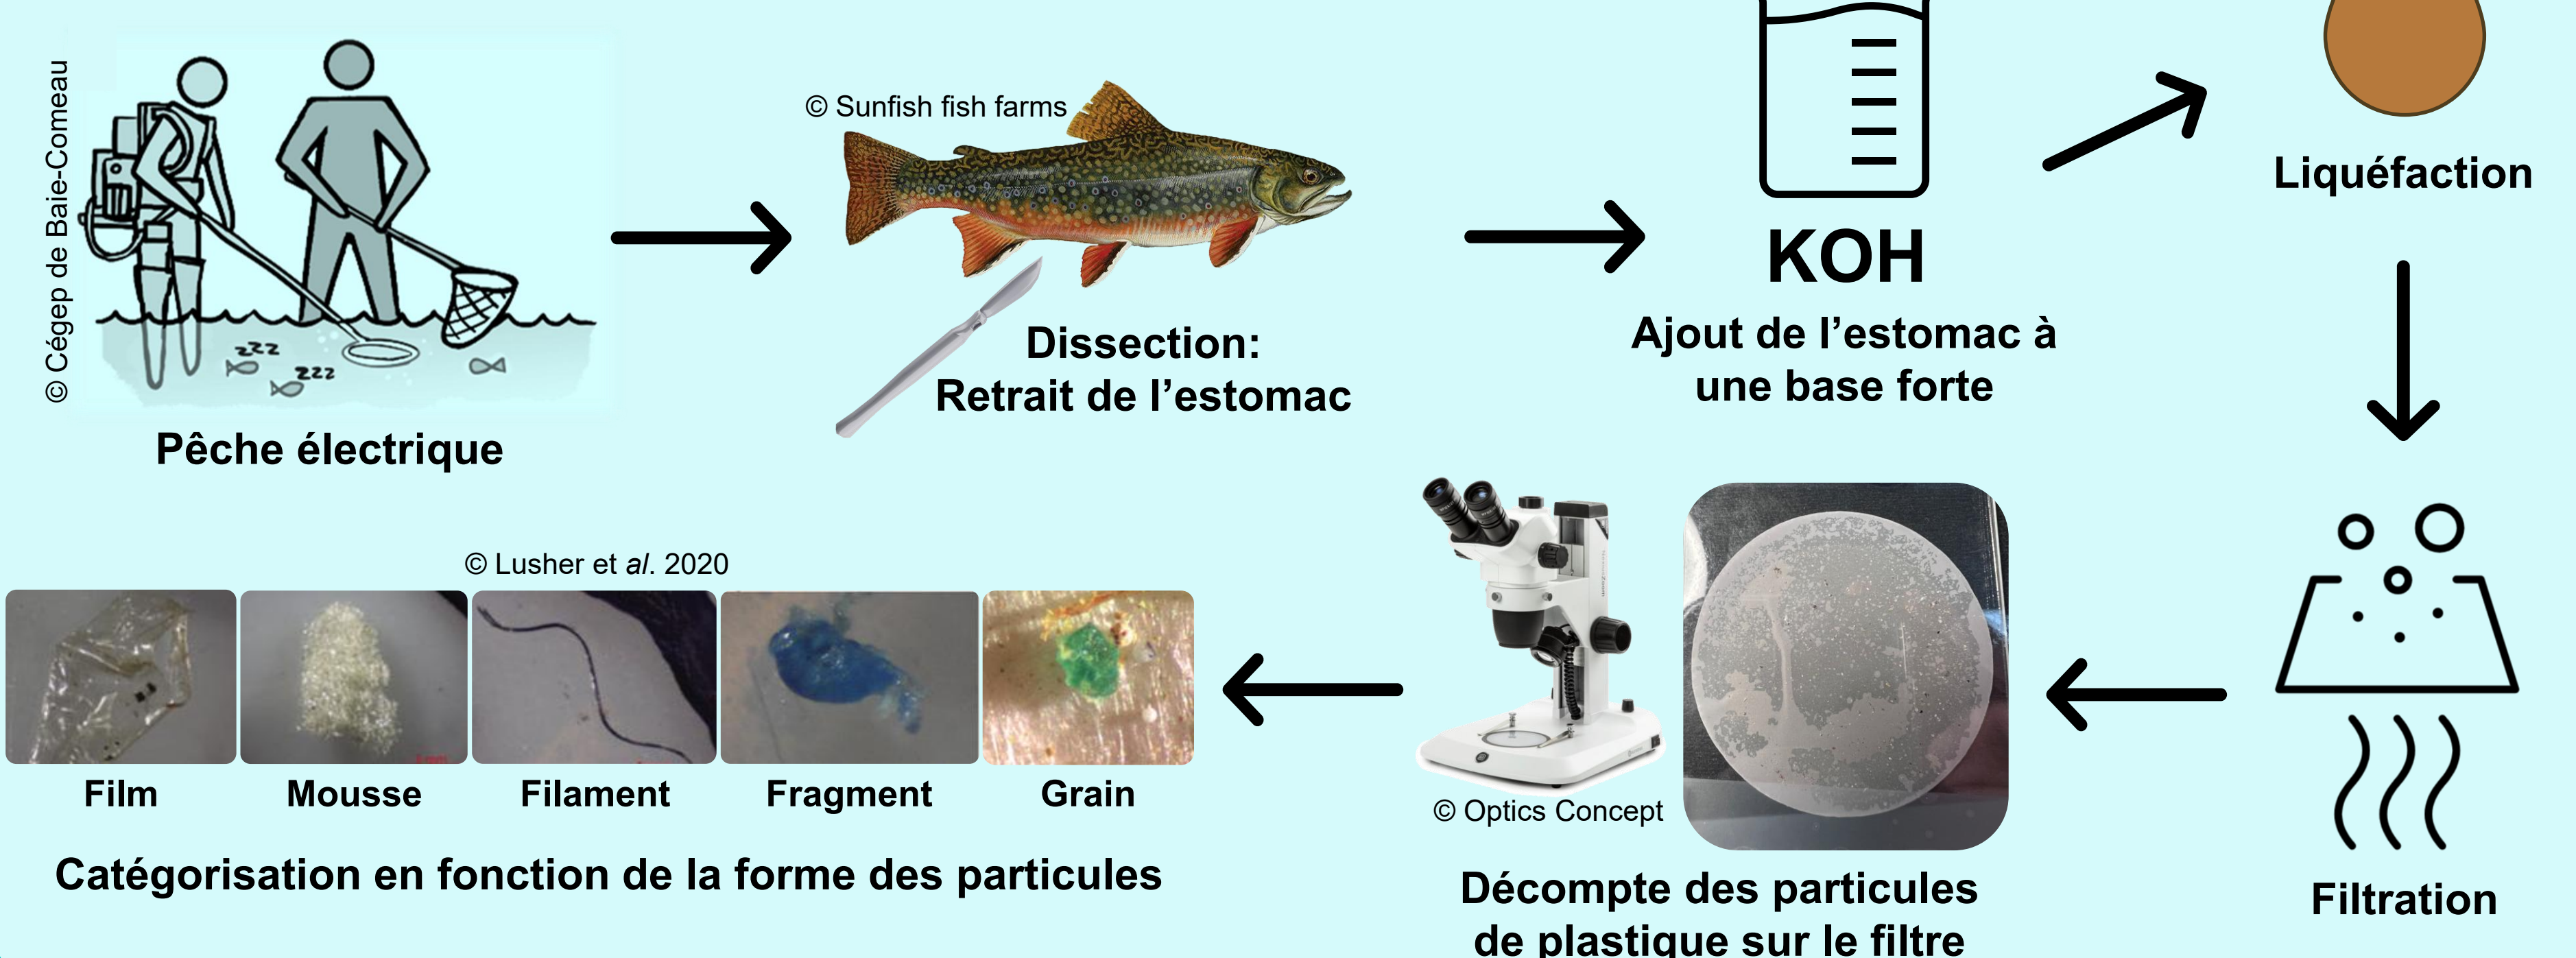 © Cégep de Baie-Comeau
Pêche électrique
© Sunfish fish farms
Dissection:
Retrait de l’estomac
KOH
Ajout de l’estomac à
une base forte
Liquéfaction
Filtration
© Optics Concept
Décompte des particules
de plastique sur le filtre
© Lusher et al. 2020
Film
Mousse
Filament
Fragment
Grain
Catégorisation en fonction de la forme des particules
zzz
zzz